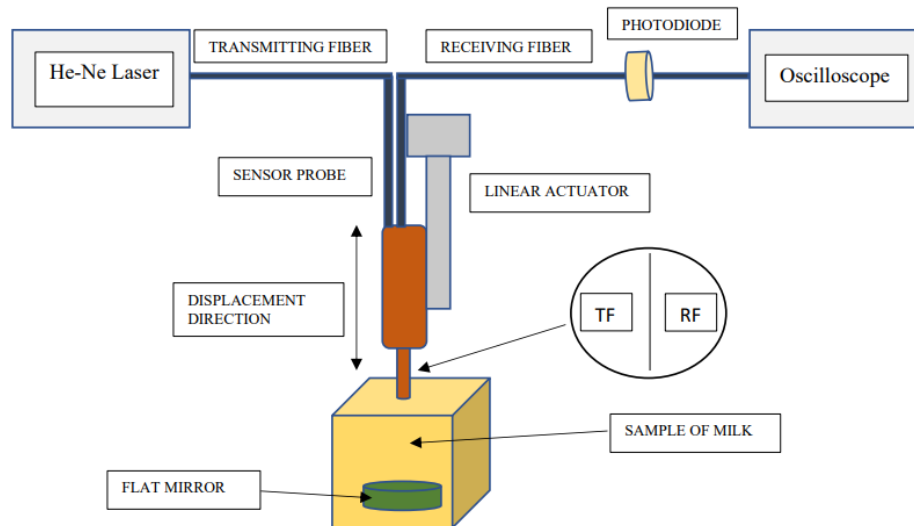 PHOTODIODE
TRANSMITTING FIBER
RECEIVING FIBER
He-Ne Laser
Oscilloscope
SENSOR PROBE
LINEAR ACTUATOR
DISPLACEMENT
DIRECTION
TF
RF
SAMPLE OF MILK
FLAT MIRROR